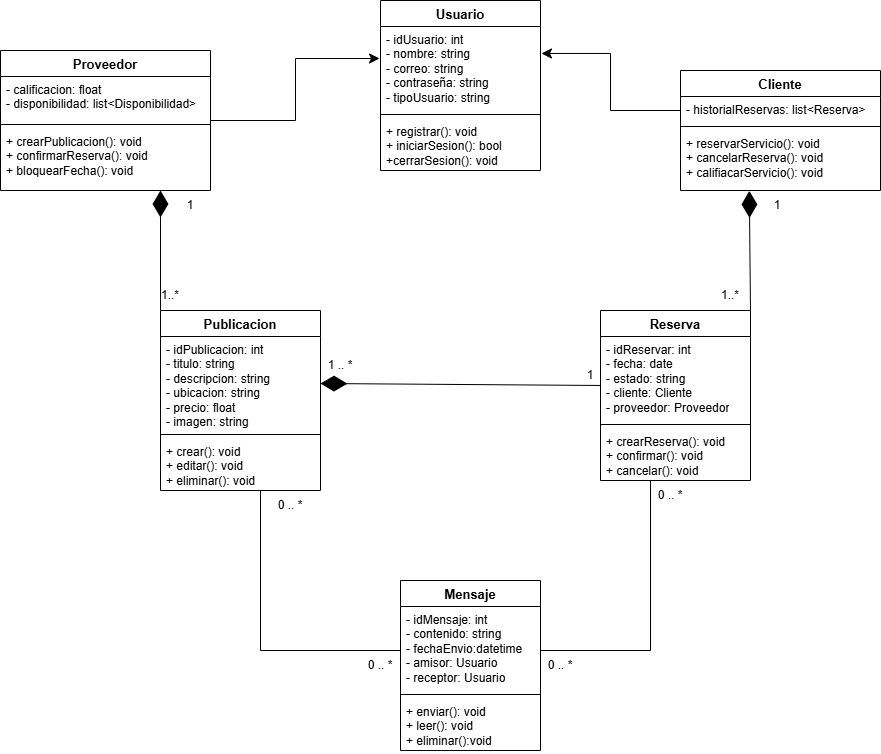 Usuario
- idUsuario: int
- nombre: string
- correo: string
- contraseña: string
- tipoUsuario: string
+ registrar(): void
+ iniciarSesion(): bool
+cerrarSesion(): void
Proveedor
- calificacion: float
- disponibilidad: list<Disponibilidad>
+ crearPublicacion(): void
+ confirmarReserva(): void
+ bloquearFecha(): void
Cliente
- historialReservas: list<Reserva>
+ reservarServicio(): void
+ cancelarReserva(): void
+ califiacarServicio(): void
1
1
1..*
1..*
Publicacion
- idPublicacion: int
- titulo: string
- descripcion: string
- ubicacion: string
- precio: float
- imagen: string
+ crear(): void
+ editar(): void
+ eliminar(): void
1 .. *
1
Reserva
- idReservar: int
- fecha: date
- estado: string
- cliente: Cliente
- proveedor: Proveedor
+ crearReserva(): void
+ confirmar(): void
+ cancelar(): void
0 .. *
0 .. *
Mensaje
- idMensaje: int
- contenido: string
- fechaEnvio:datetime
- amisor: Usuario
- receptor: Usuario
+ enviar(): void
+ leer(): void
+ eliminar():void
0 .. *
0 .. *